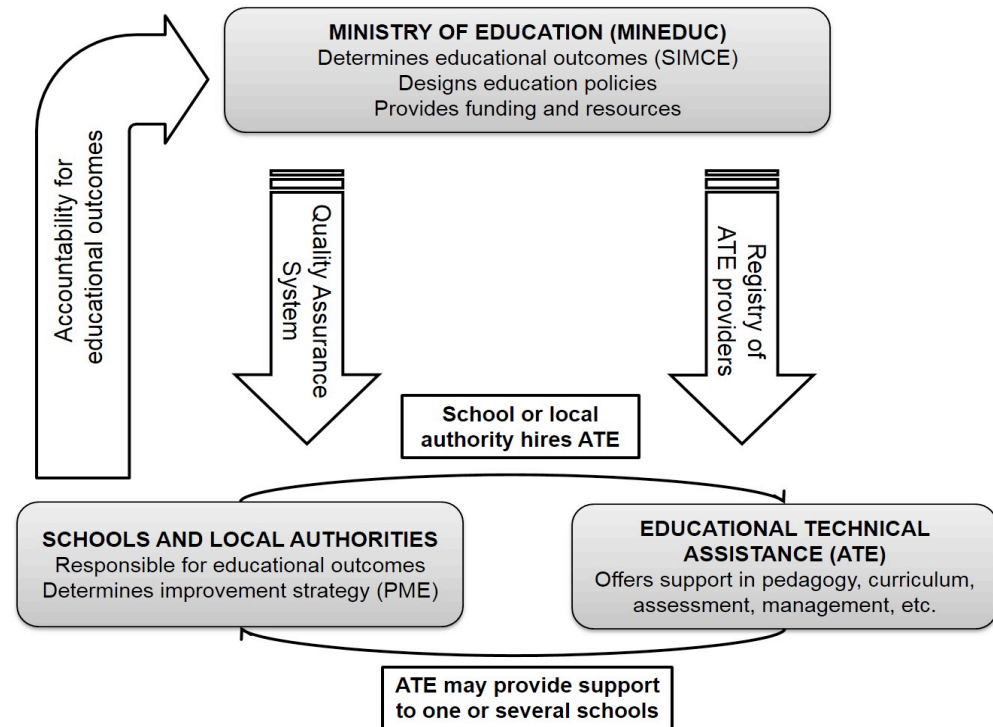 MINISTRY OF EDUCATION (MINEDUC)
Determines educational outcomes (SIMCE)
Designs education policies
Provides funding and resources
Accountability for
educational outcomes
Quality Assurance
System
Registry of
ATE providers
School or local
authority hires ATE
SCHOOLS AND LOCAL AUTHORITIES
Responsible for educational outcomes
Determines improvement strategy (PME)
EDUCATIONAL TECHNICAL
ASSISTANCE (ATE)
Offers support in pedagogy, curriculum,
assessment, management, etc.
ATE may provide support
to one or several schools